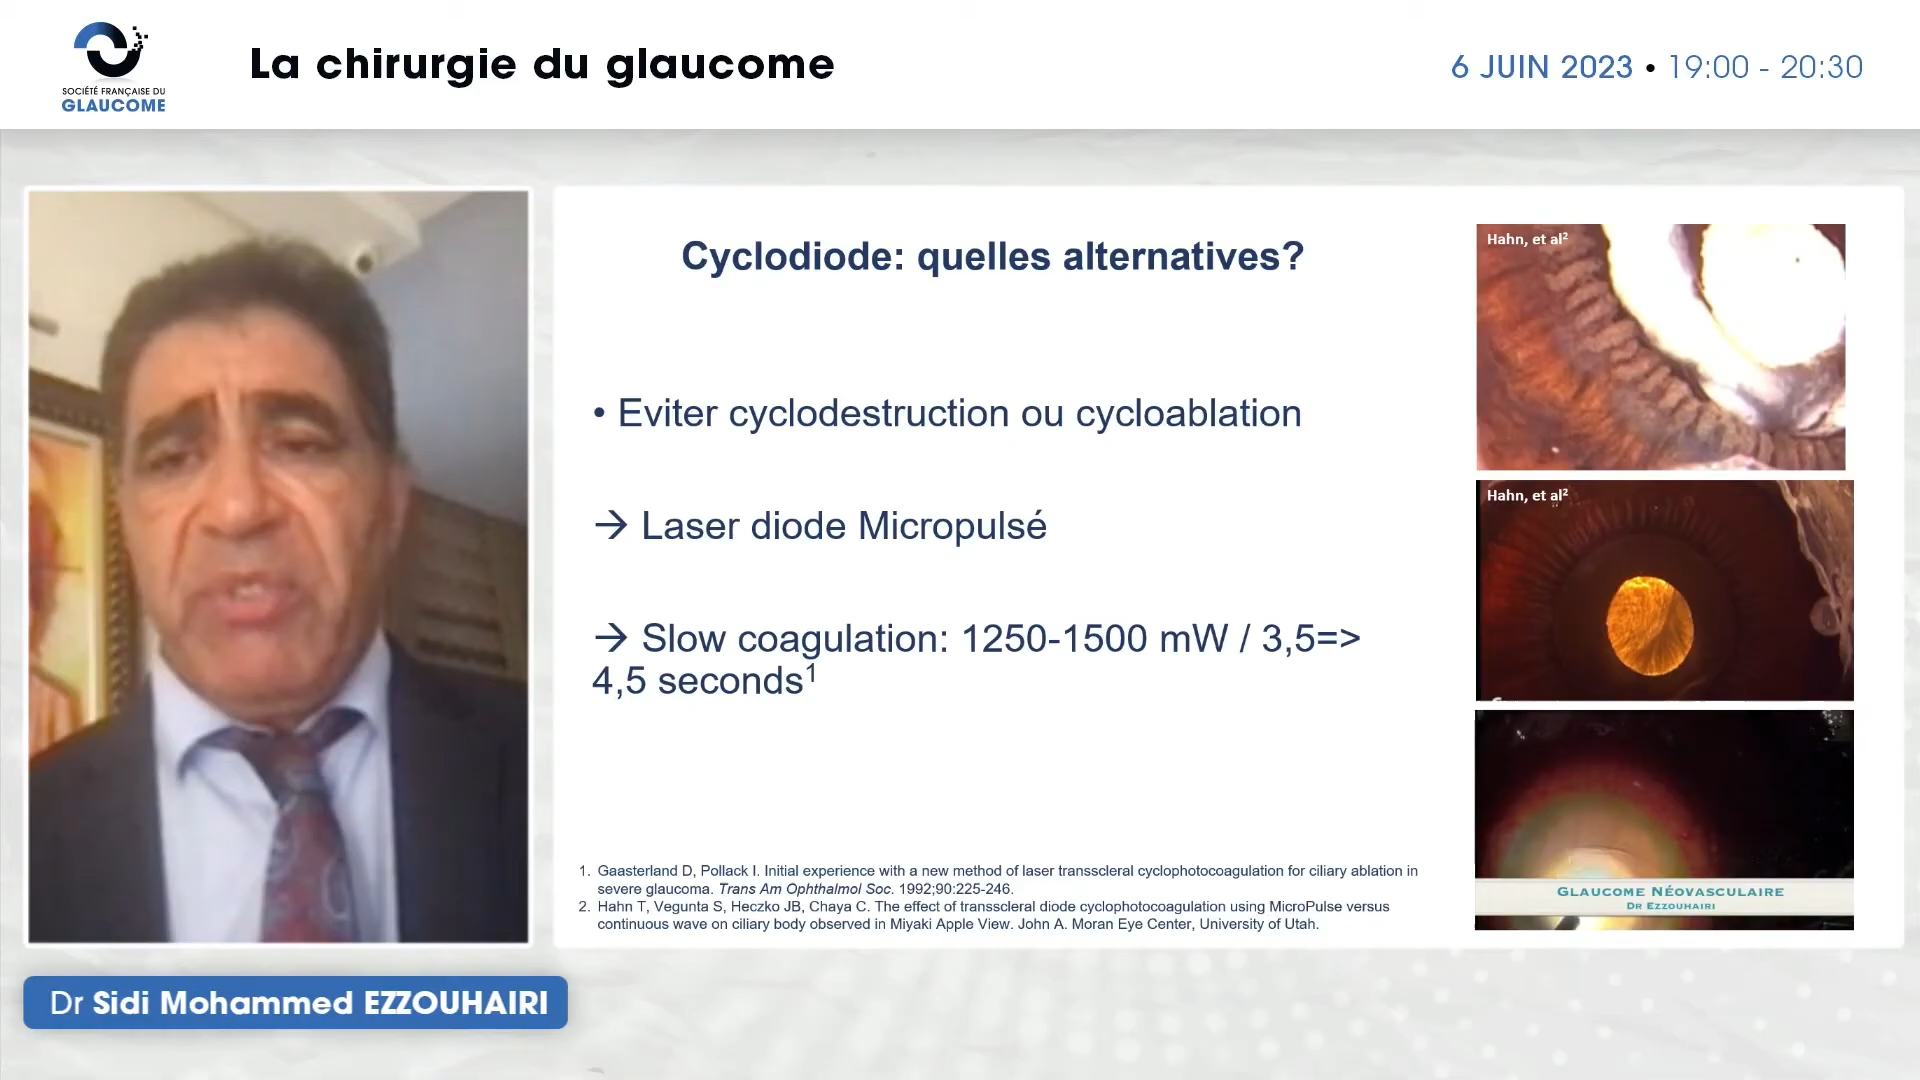 SOCIÉTÉ FRANÇAISE DU
GLAUCOME
La chirurgie du glaucome
6 JUIN 2023 • 19:00 - 20:30
Cyclodiode: quelles alternatives?
• Eviter cyclodestruction ou cycloablation
→ Laser diode Micropulsé
→ Slow coagulation: 1250-1500 mW / 3,5=>
4,5 seconds¹
1. Gaasterland D, Pollack I. Initial experience with a new method of laser transscleral cyclophotocoagulation for ciliary ablation in
severe glaucoma. Trans Am Ophthalmol Soc. 1992;90:225-246.
2. Hahn T, Vegunta S, Heczko JB, Chaya C. The effect of transscleral diode cyclophotocoagulation using MicroPulse versus
continuous wave on ciliary body observed in Miyaki Apple View. John A. Moran Eye Center, University of Utah.
Hahn, et al²
Hahn, et al²
GLAUCOME NÉOVASCULAIRE
DR EZZOUHAIRI
Dr Sidi Mohammed EZZOUHAIRI